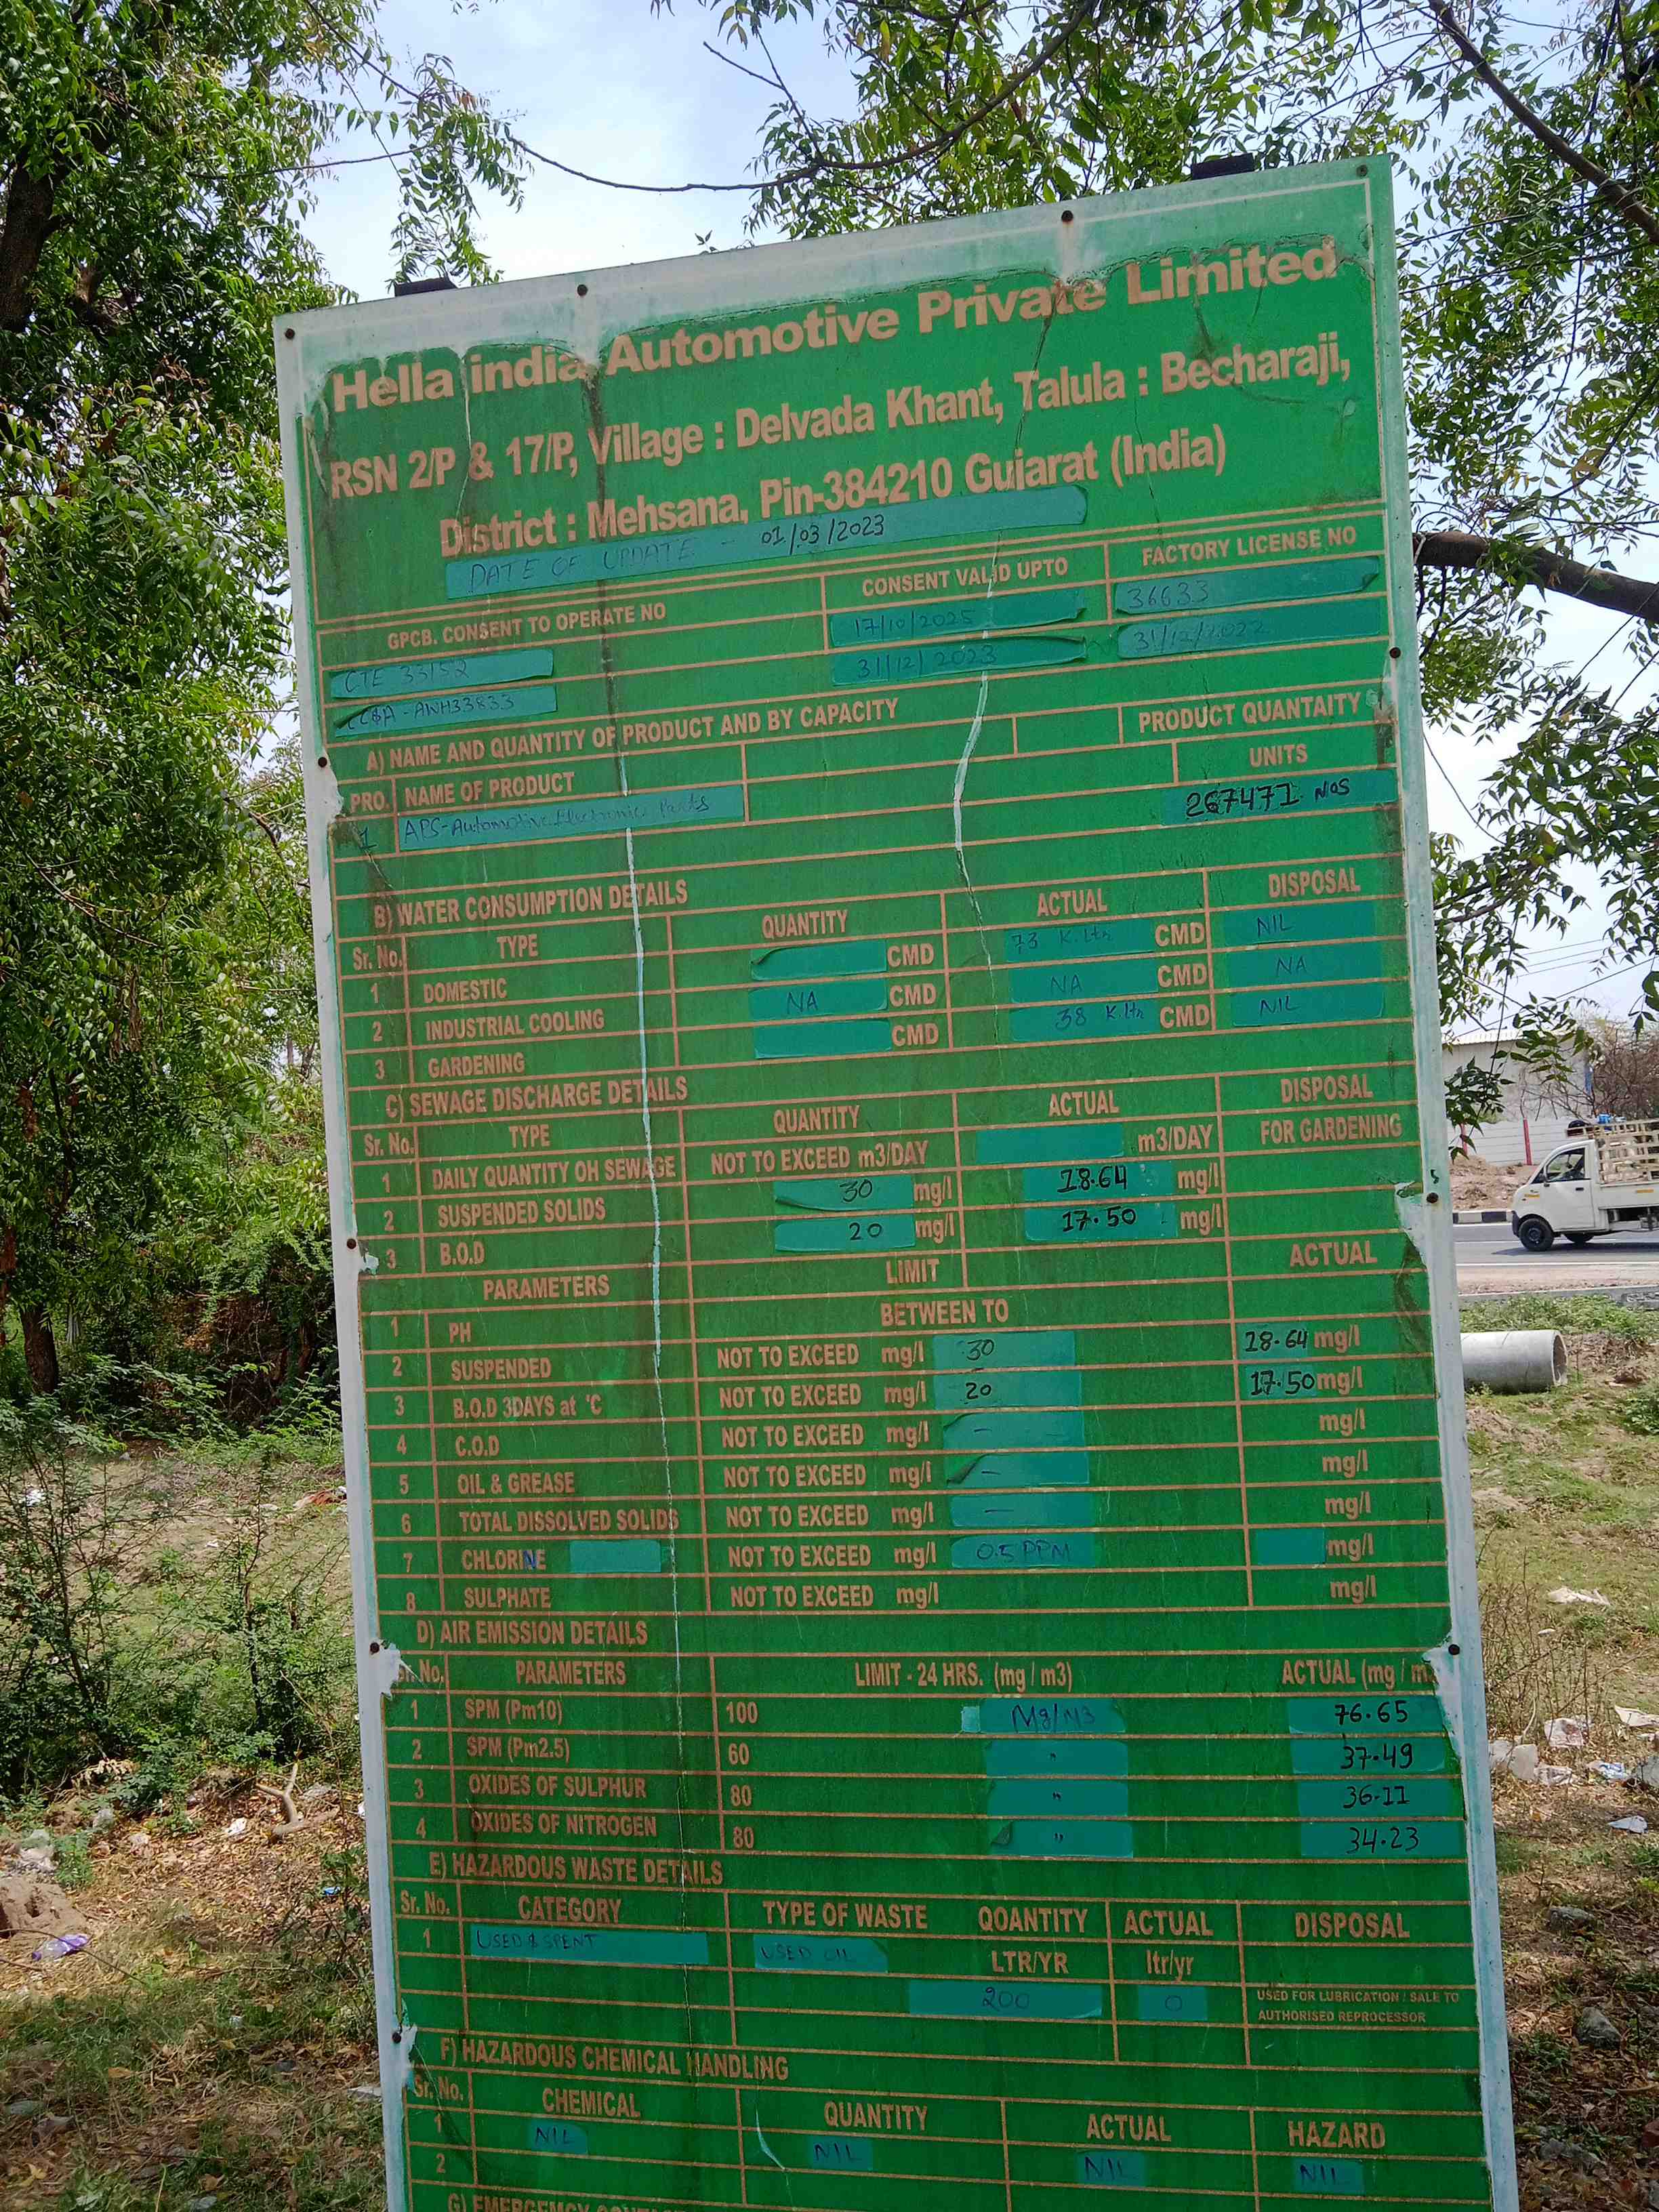 Hella india Automotive Private Limited
RSN 2/P & 17/P, Village : Delvada Khant, Talula : Becharaji,
District : Mehsana, Pin-384210 Gujarat (India)
DATE OF UPDATE - 01/03/2023
GPCB. CONSENT TO OPERATE NO CONSENT VALID UPTO FACTORY LICENSE NO
CTE 33152 17/10/2025 36633
CC&A - AWH33833 31/12/2023 31/12/2022
A) NAME AND QUANTITY OF PRODUCT AND BY CAPACITY PRODUCT QUANTAITY
PRO. NAME OF PRODUCT UNITS
1 APS-Automotive Electronic Parts 267471 NOS
B) WATER CONSUMPTION DETAILS
Sr. No. TYPE QUANTITY ACTUAL DISPOSAL
1 DOMESTIC CMD 73 K.ltr CMD NIL
2 INDUSTRIAL COOLING NA CMD NA CMD NA
3 GARDENING CMD 38 K.ltr CMD NIL
C) SEWAGE DISCHARGE DETAILS
Sr. No. TYPE QUANTITY ACTUAL DISPOSAL
1 DAILY QUANTITY OH SEWAGE NOT TO EXCEED m3/DAY m3/DAY FOR GARDENING
2 SUSPENDED SOLIDS 30 mg/l 18.64 mg/l
3 B.O.D 20 mg/l 17.50 mg/l
PARAMETERS LIMIT ACTUAL
1 PH BETWEEN TO
2 SUSPENDED NOT TO EXCEED mg/l 30 18.64 mg/l
3 B.O.D 3DAYS at 'C NOT TO EXCEED mg/l 20 17.50 mg/l
4 C.O.D NOT TO EXCEED mg/l - mg/l
5 OIL & GREASE NOT TO EXCEED mg/l - mg/l
6 TOTAL DISSOLVED SOLIDS NOT TO EXCEED mg/l - mg/l
7 CHLORINE NOT TO EXCEED mg/l 0.5 PPM mg/l
8 SULPHATE NOT TO EXCEED mg/l mg/l
D) AIR EMISSION DETAILS
Sr. No. PARAMETERS LIMIT - 24 HRS. (mg / m3) ACTUAL (mg / m
1 SPM (Pm10) 100 Mg/M3 76.65
2 SPM (Pm2.5) 60 " 37.49
3 OXIDES OF SULPHUR 80 " 36.11
4 OXIDES OF NITROGEN 80 " 34.23
E) HAZARDOUS WASTE DETAILS
Sr. No. CATEGORY TYPE OF WASTE QOANTITY ACTUAL DISPOSAL
1 USED & SPENT USED OIL LTR/YR ltr/yr
200 0 USED FOR LUBRICATION / SALE TO
AUTHORISED REPROCESSOR
F) HAZARDOUS CHEMICAL HANDLING
Sr. No. CHEMICAL QUANTITY ACTUAL HAZARD
1 NIL NIL NIL NIL
2